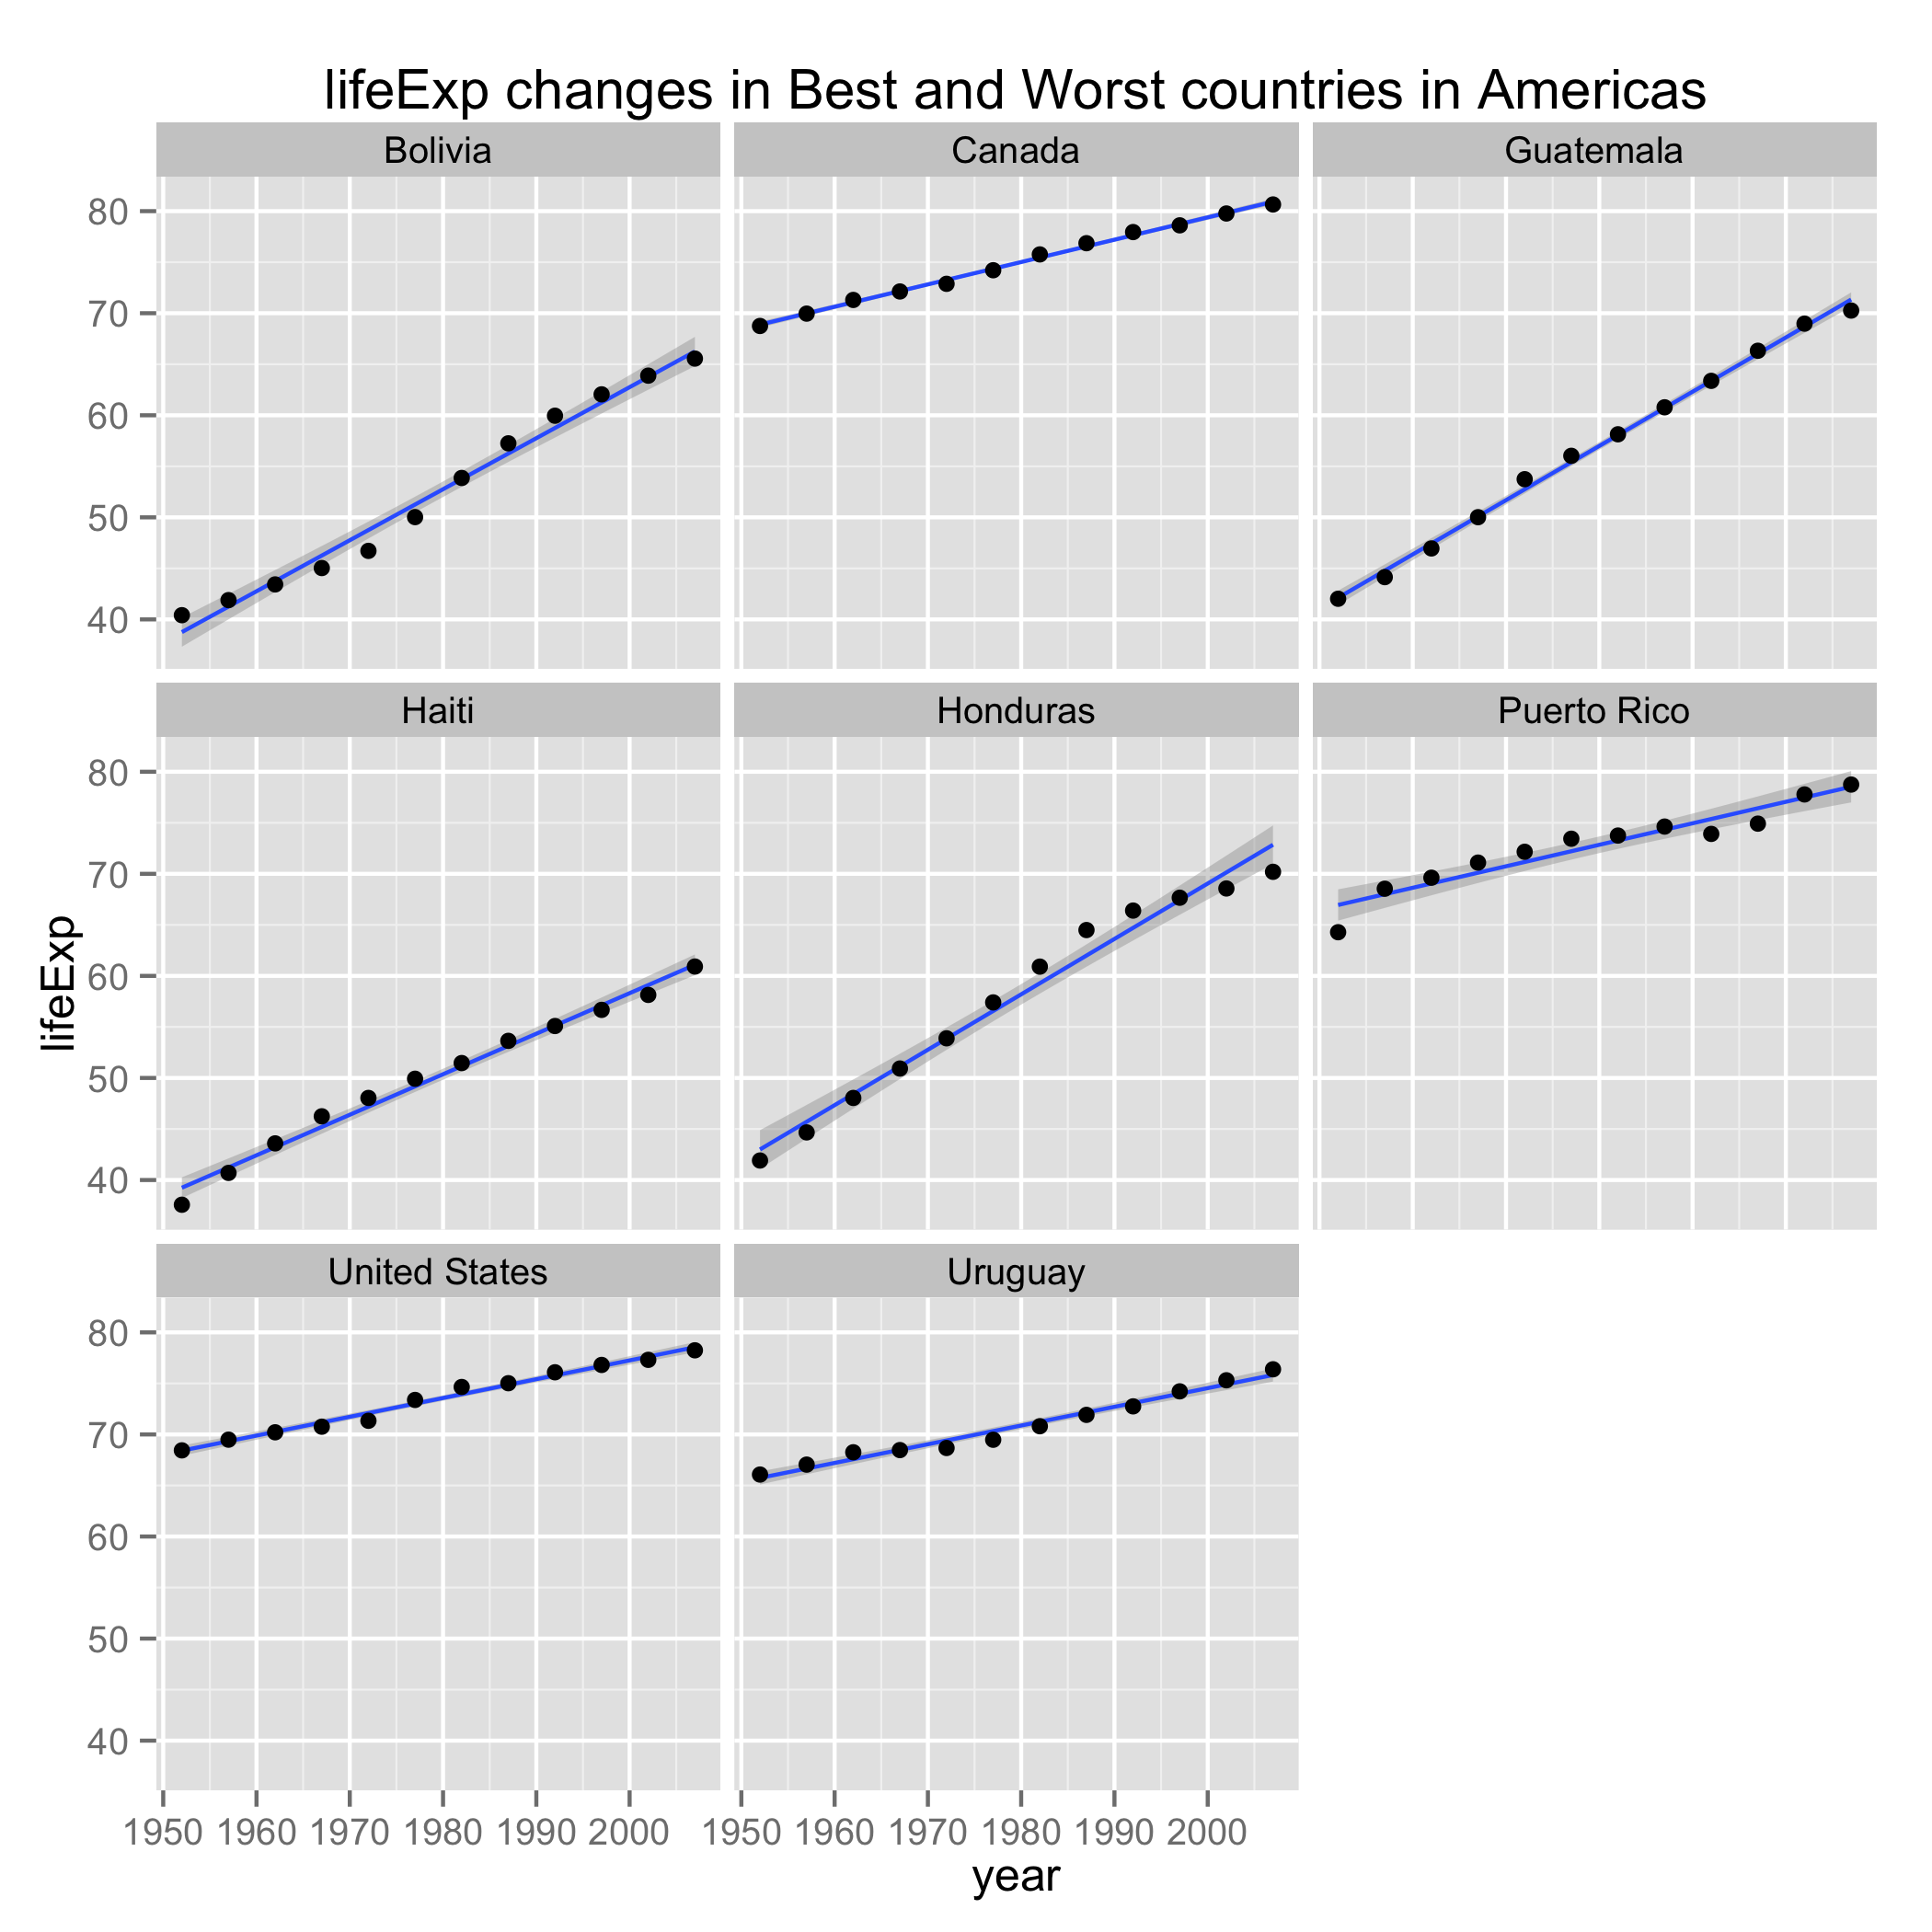 lifeExp changes in Best and Worst countries in Americas
Bolivia
Canada
Guatemala
80
70
60
50
40
Haiti
Honduras
Puerto Rico
80
70
60
50
40
lifeExp
United States
Uruguay
80
70
60
50
40
1950 1960 1970 1980 1990 2000
1950 1960 1970 1980 1990 2000
year